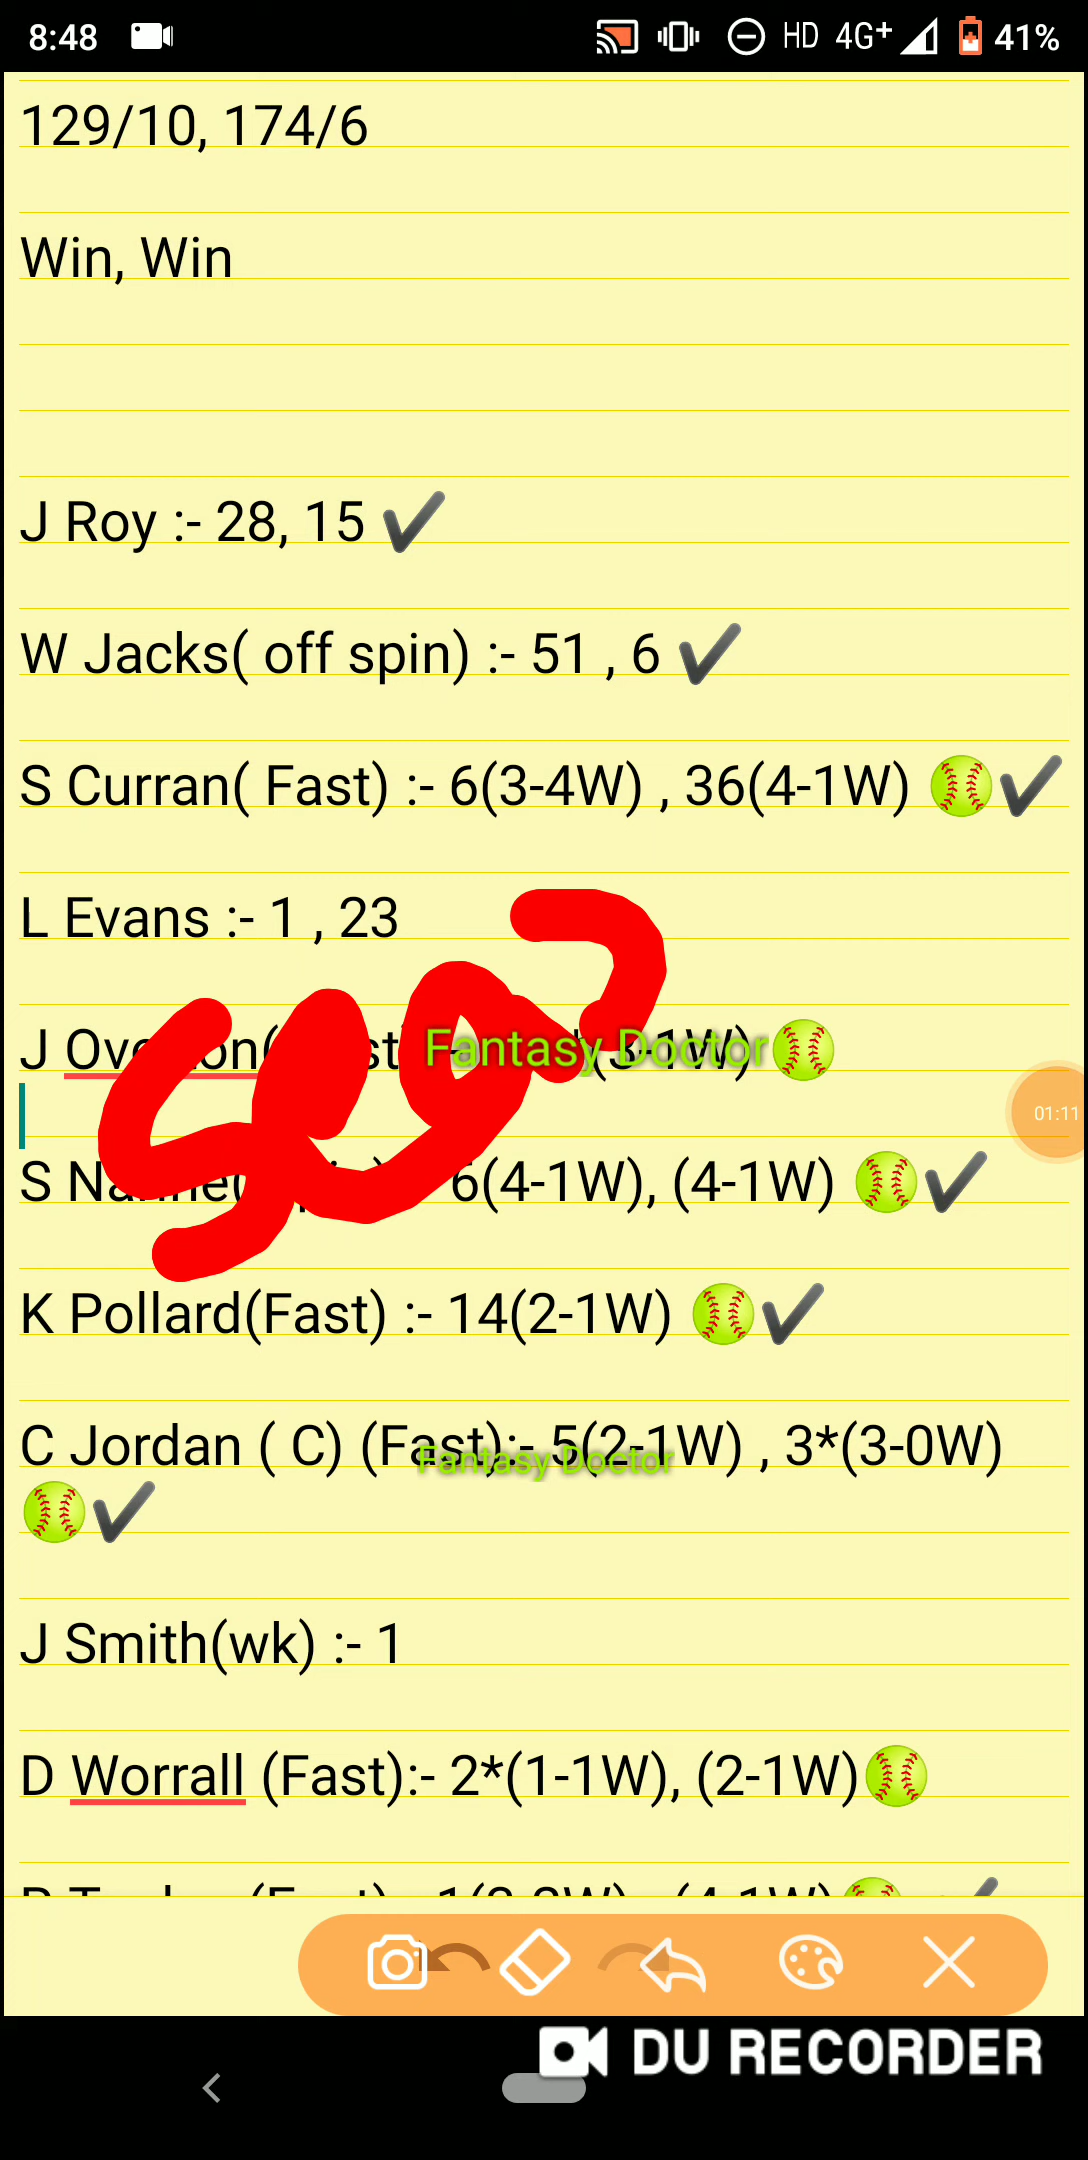 8:48 HD 4G+ 41%
129/10, 174/6
Win, Win
J Roy :- 28, 15 ✔
W Jacks( off spin) :- 51 , 6 ✔
S Curran( Fast) :- 6(3-4W) , 36(4-1W) 🥎✔
L Evans :- 1 , 23
J (3-1W) 🥎
Fantasy Doctor
01:11
S 6(4-1W), (4-1W) 🥎✔
K Pollard(Fast) :- 14(2-1W) 🥎✔
C Jordan ( C) (Fast):- 5(2-1W) , 3*(3-0W)
Fantasy Doctor
🥎✔
J Smith(wk) :- 1
D Worrall (Fast):- 2*(1-1W), (2-1W)🥎
DU RECORDER